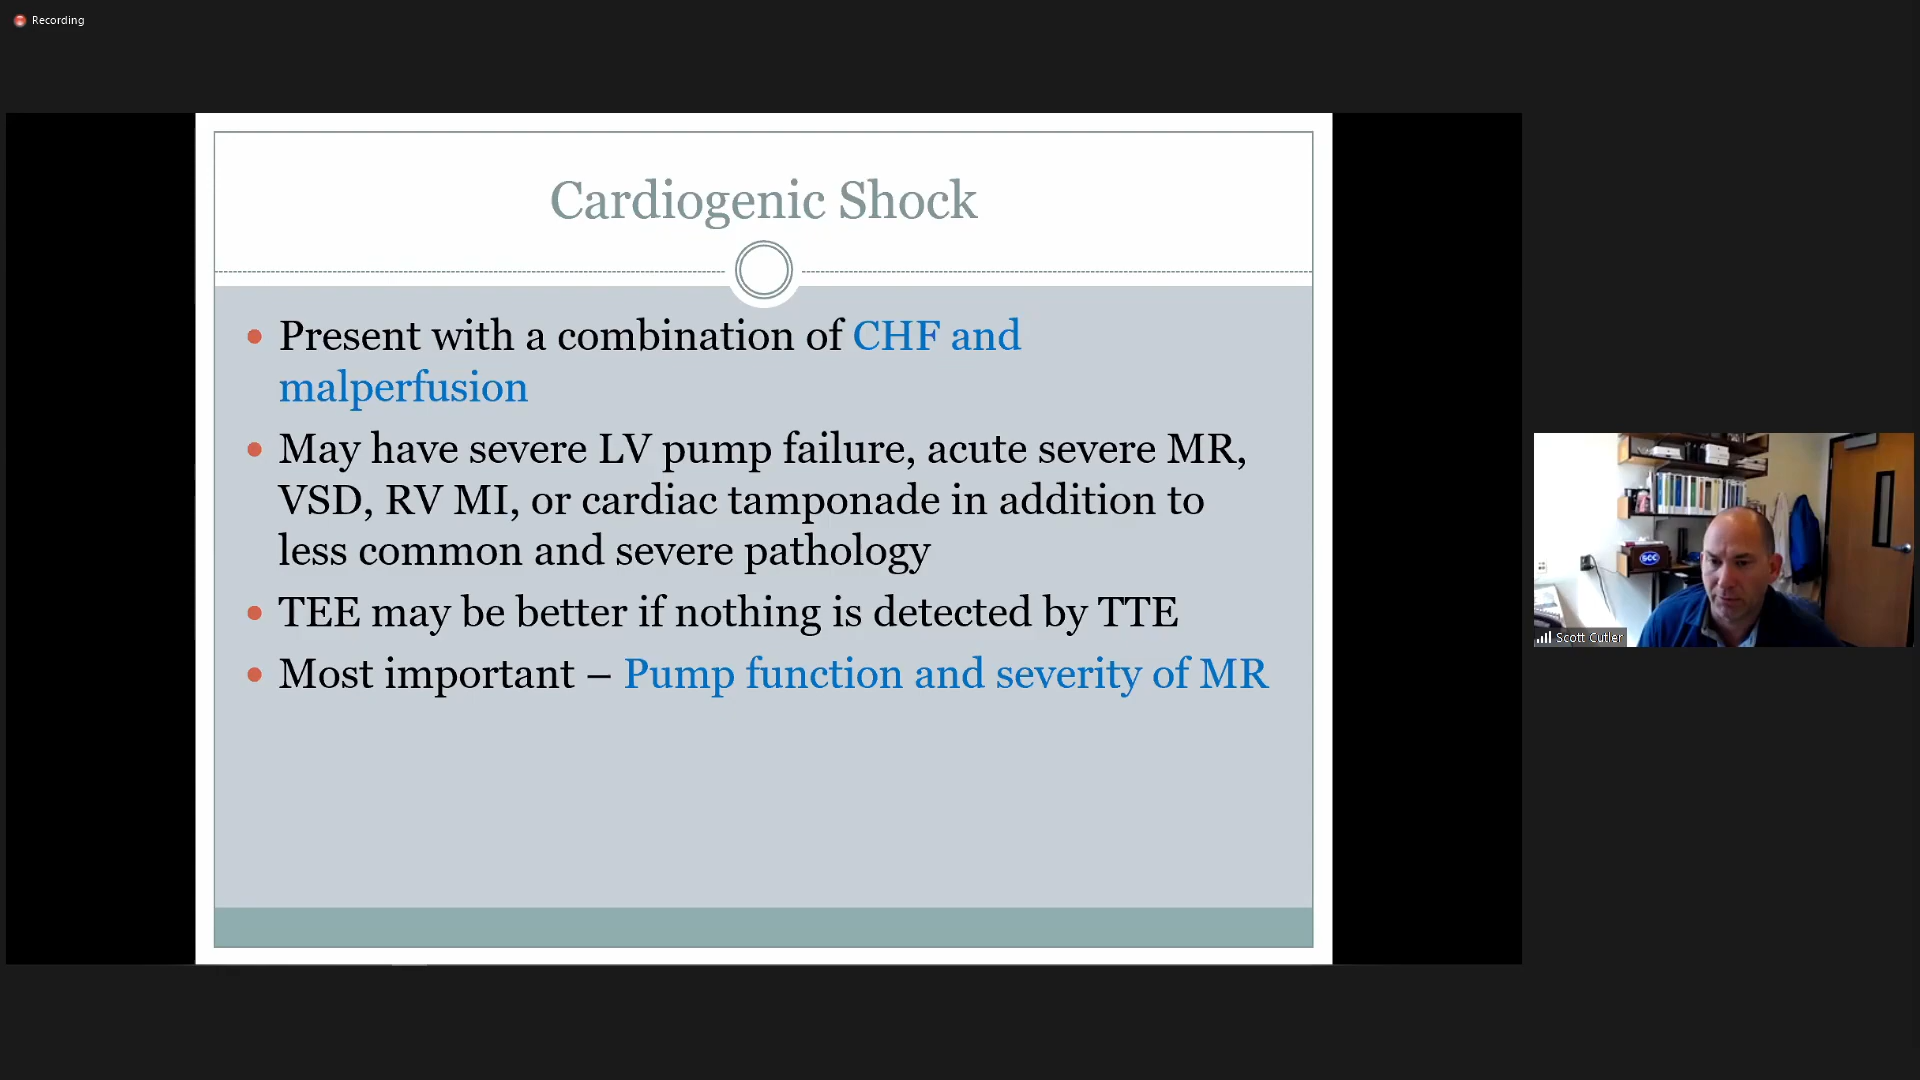 Recording
Cardiogenic Shock
Present with a combination of CHF and
malperfusion
May have severe LV pump failure, acute severe MR,
VSD, RV MI, or cardiac tamponade in addition to
less common and severe pathology
TEE may be better if nothing is detected by TTE
Most important – Pump function and severity of MR
SCC
Scott Cutler